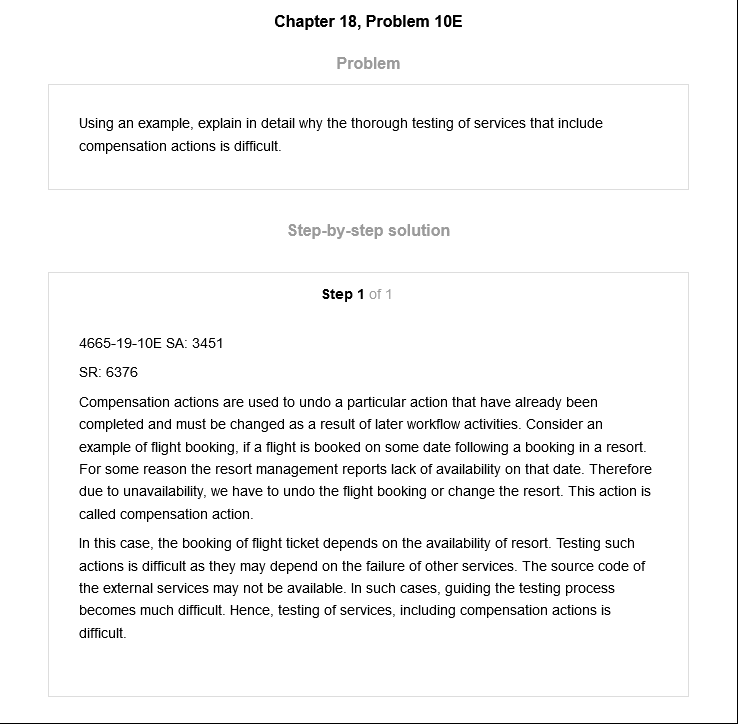 Chapter 18, Problem 10E
Problem
Using an example, explain in detail why the thorough testing of services that include
compensation actions is difficult.
Step-by-step solution
Step 1 of 1
4665-19-10E SA: 3451
SR: 6376
Compensation actions are used to undo a particular action that have already been
completed and must be changed as a result of later workflow activities. Consider an
example of flight booking, if a flight is booked on some date following a booking in a resort.
For some reason the resort management reports lack of availability on that date. Therefore
due to unavailability, we have to undo the flight booking or change the resort. This action is
called compensation action.
In this case, the booking of flight ticket depends on the availability of resort. Testing such
actions is difficult as they may depend on the failure of other services. The source code of
the external services may not be available. In such cases, guiding the testing process
becomes much difficult. Hence, testing of services, including compensation actions is
difficult.